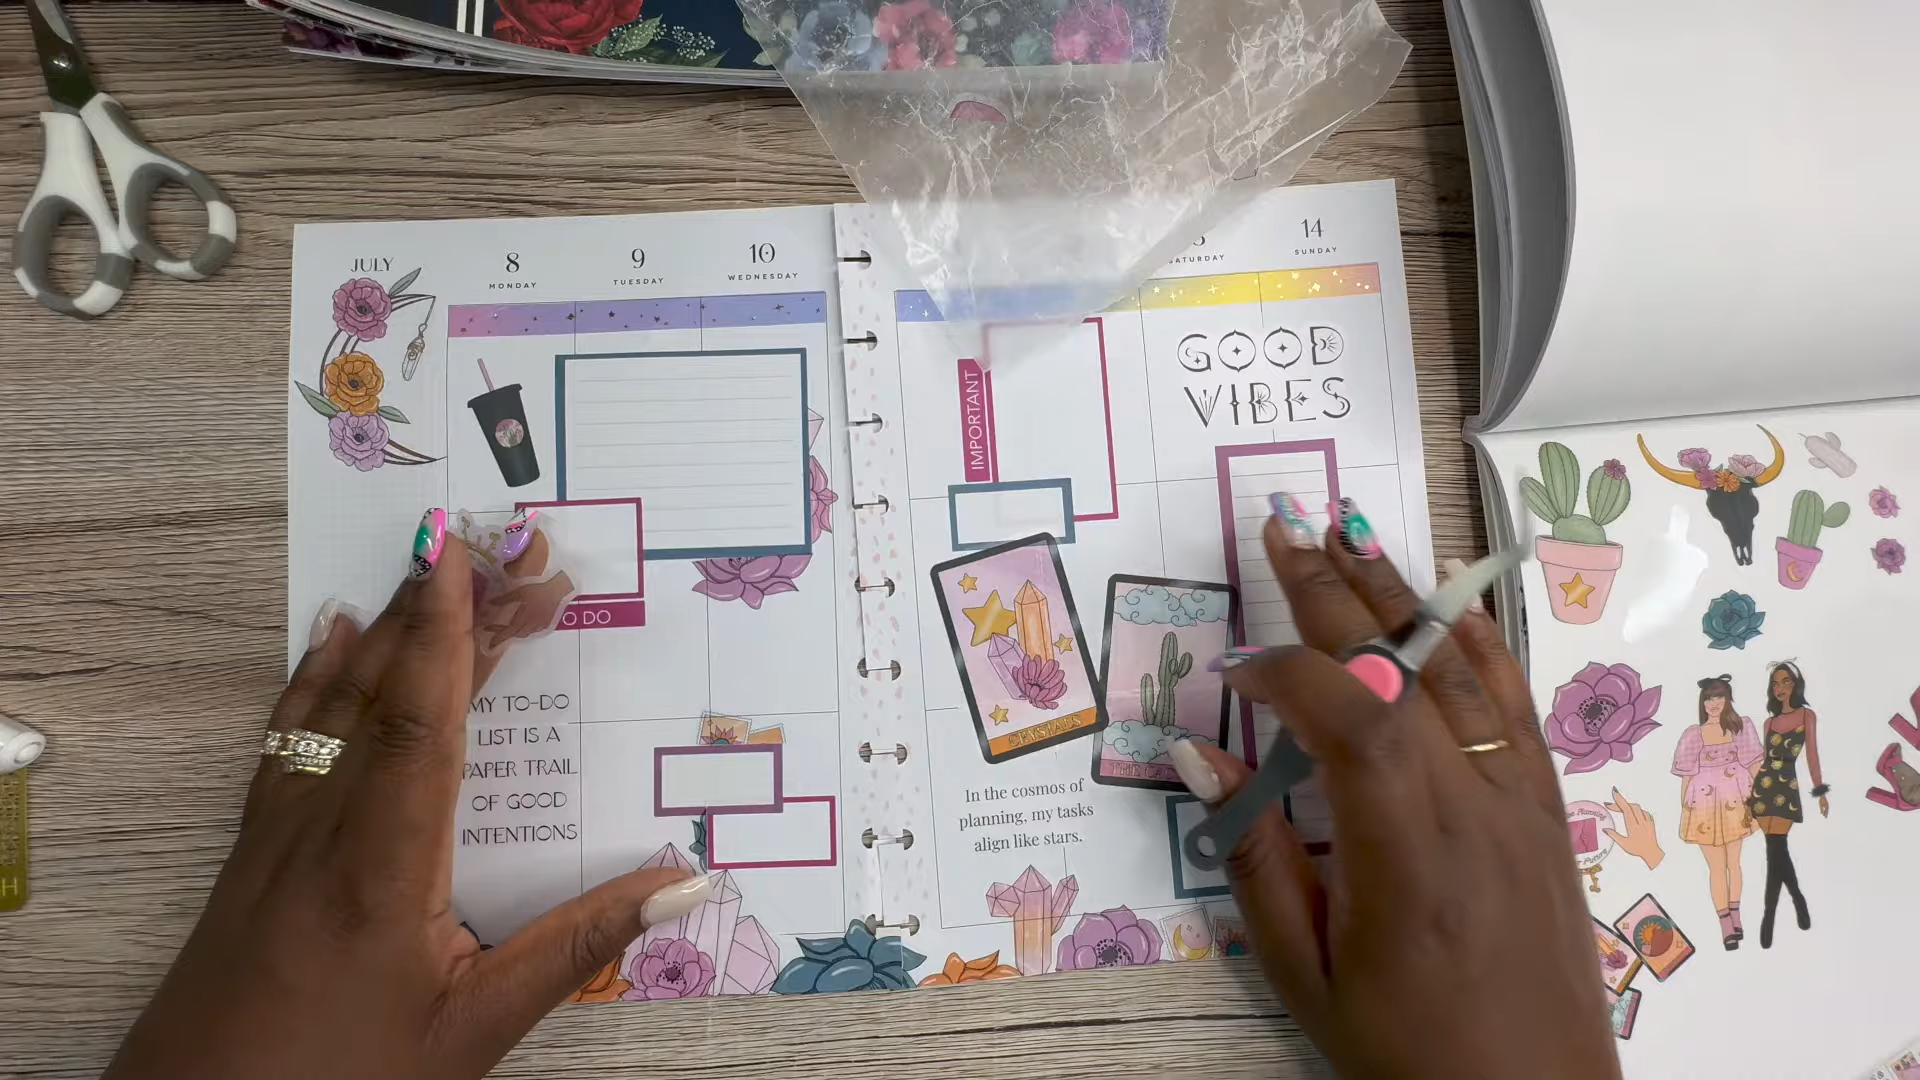 JULY
8
MONDAY
9
TUESDAY
10
WEDNESDAY
14
SUNDAY
IMPORTANT
GOOD
VIBES
O DO
MY TO-DO
LIST IS A
PAPER TRAIL
OF GOOD
INTENTIONS
CRYSTALS
In the cosmos of
planning, my tasks
align like stars.
H